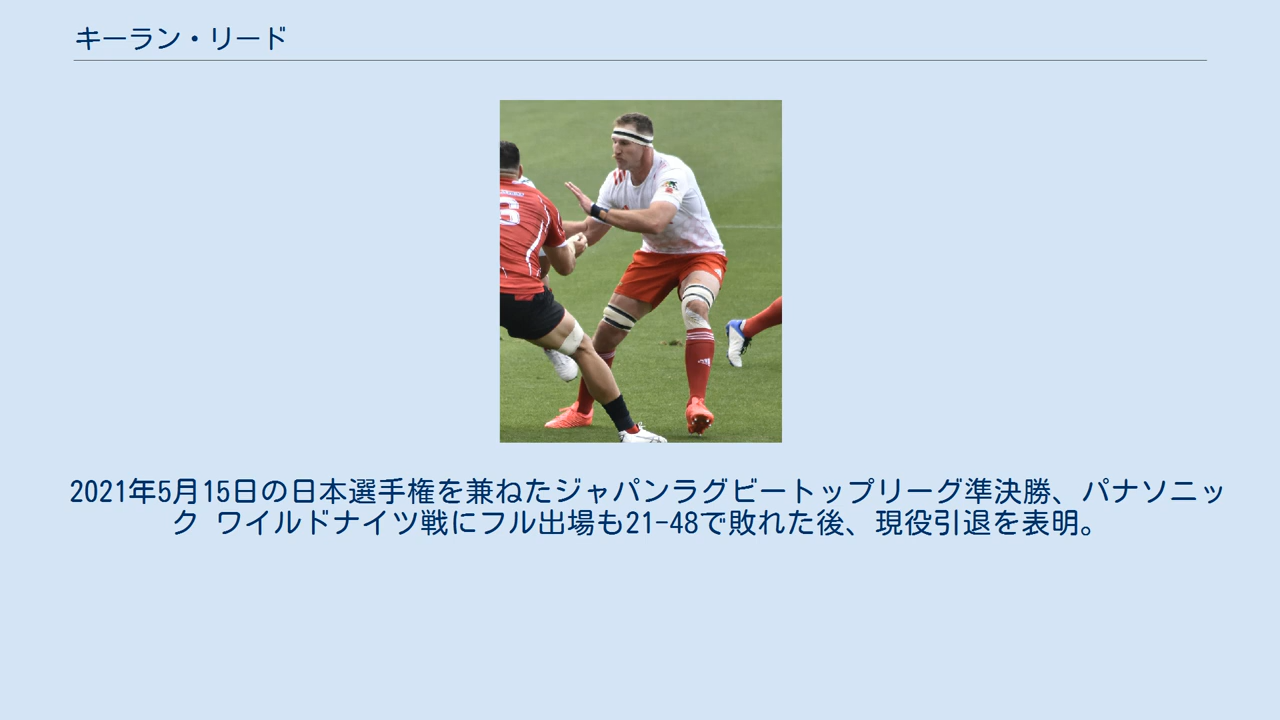 キーラン・リード
3
2021年5月15日の日本選手権を兼ねたジャパンラグビートップリーグ準決勝、パナソニッ
ク ワイルドナイツ戦にフル出場も21-48で敗れた後、現役引退を表明。